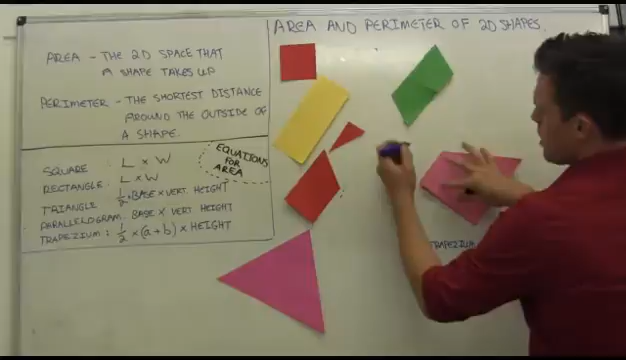 AREA AND PERIMETER OF 2D SHAPES.
AREA - THE 2D SPACE THAT
A SHAPE TAKES UP
PERIMETER - THE SHORTEST DISTANCE
AROUND THE OUTSIDE OF
A SHAPE.
EQUATIONS
FOR
AREA
SQUARE : L × W
RECTANGLE : L × W
TRIANGLE : 1/2 × BASE × VERT. HEIGHT
PARALLELOGRAM : BASE × VERT HEIGHT
TRAPEZIUM : 1/2 × (a + b) × HEIGHT
TRAPEZIUM